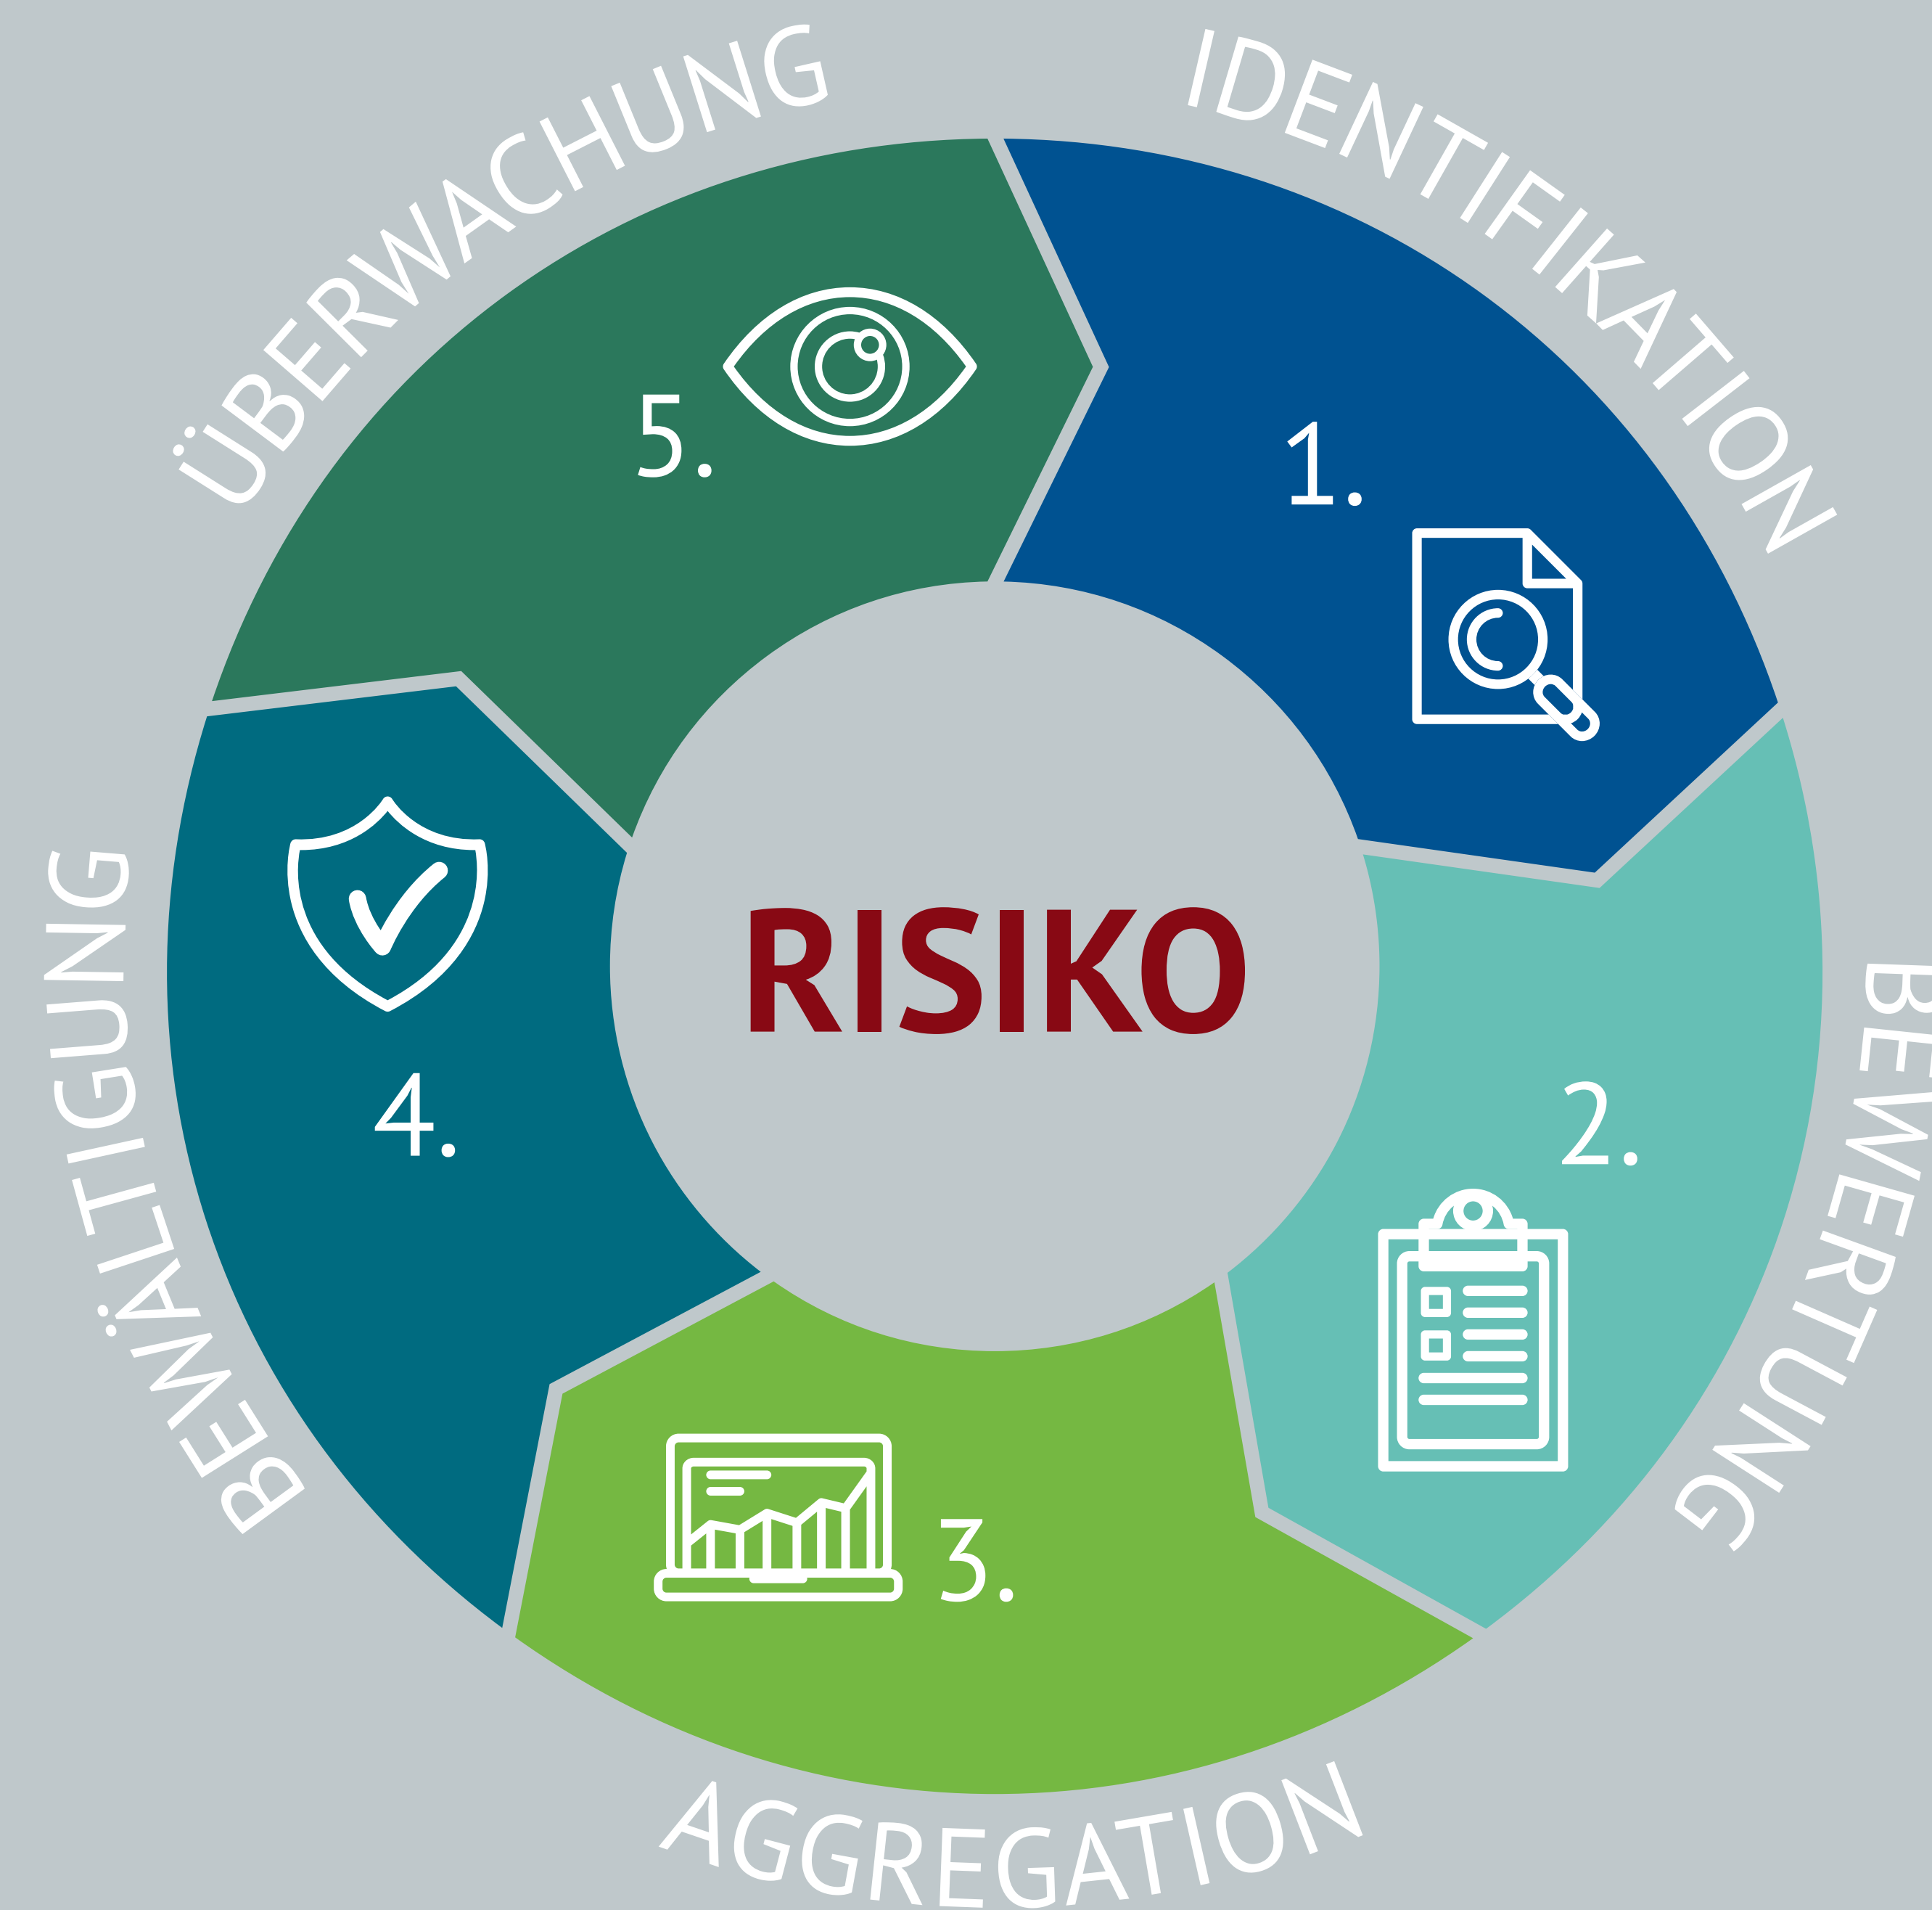 1.
IDENTIFIKATION
2.
BEWERTUNG
3.
AGGREGATION
4.
BEWÄLTIGUNG
5.
ÜBERWACHUNG
RISIKO